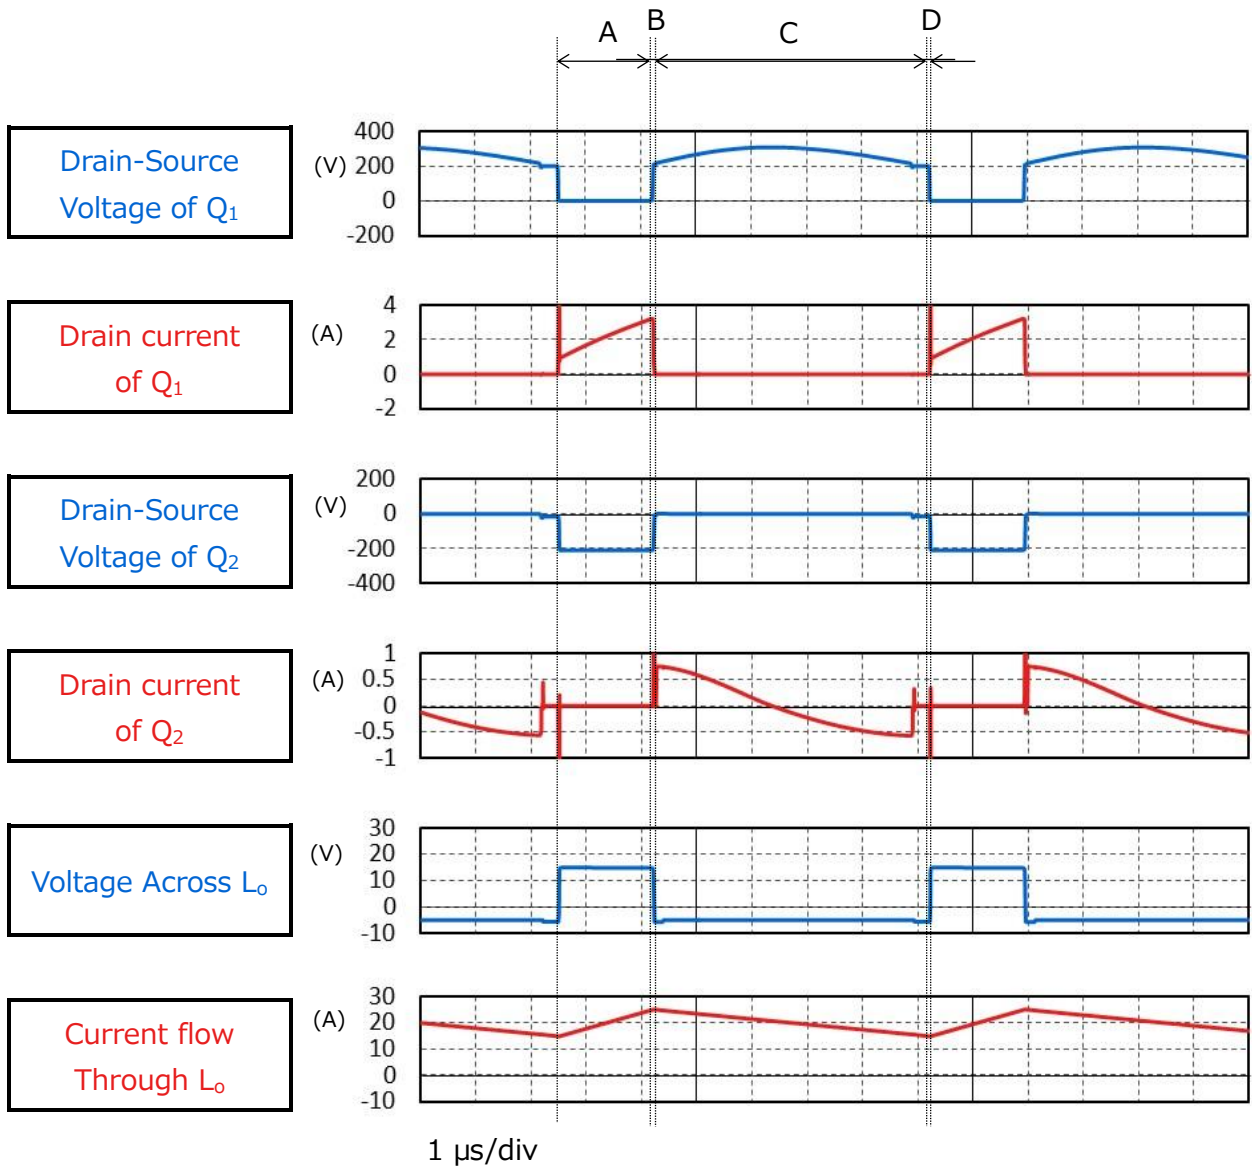 A B C D
Drain-Source
Voltage of Q1
(V)
400
200
0
-200
Drain current
of Q1
(A)
4
2
0
-2
Drain-Source
Voltage of Q2
(V)
200
0
-200
-400
Drain current
of Q2
(A)
1
0.5
0
-0.5
-1
Voltage Across Lo
(V)
30
20
10
0
-10
Current flow
Through Lo
(A)
30
20
10
0
-10
1 μs/div